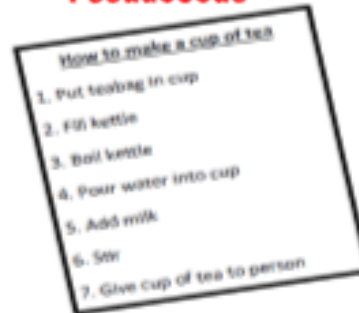 Pseudocode
How to make a cup of tea
1. Put teabag in cup
2. Fill kettle
3. Boil kettle
4. Pour water into cup
5. Add milk
6. Stir
7. Give cup of tea to person